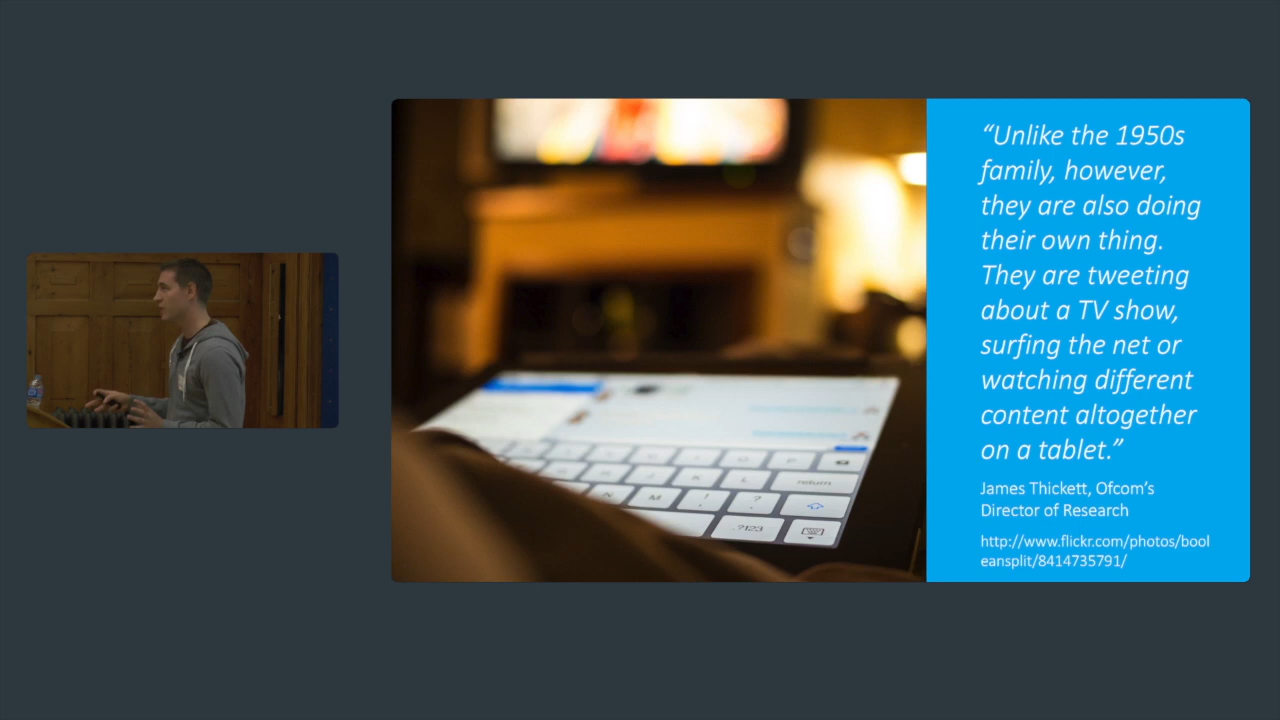 “Unlike the 1950s
family, however,
they are also doing
their own thing.
They are tweeting
about a TV show,
surfing the net or
watching different
content altogether
on a tablet.”
James Thickett, Ofcom’s
Director of Research
http://www.flickr.com/photos/bool
eansplit/8414735791/
return
N M ! ?
.?123